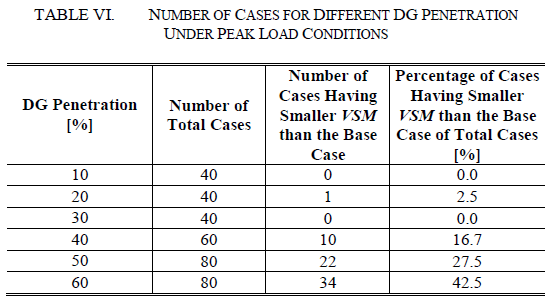 TABLE VI. NUMBER OF CASES FOR DIFFERENT DG PENETRATION
UNDER PEAK LOAD CONDITIONS
DG Penetration
[%]
Number of
Total Cases
Number of
Cases Having
Smaller VSM
than the Base
Case
Percentage of Cases
Having Smaller
VSM than the Base
Case of Total Cases
[%]
10 40 0 0.0
20 40 1 2.5
30 40 0 0.0
40 60 10 16.7
50 80 22 27.5
60 80 34 42.5